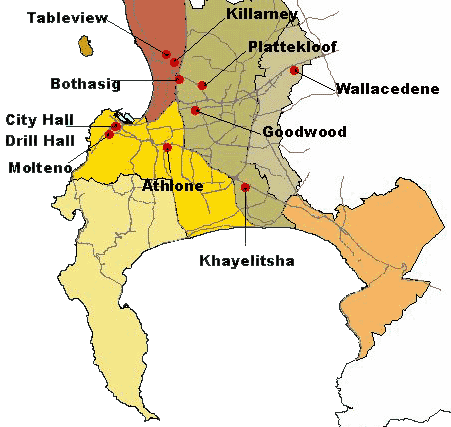 Tableview
Killarney
Plattekloof
Bothasig
Wallacedene
City Hall
Goodwood
Drill Hall
Molteno
Athlone
Khayelitsha